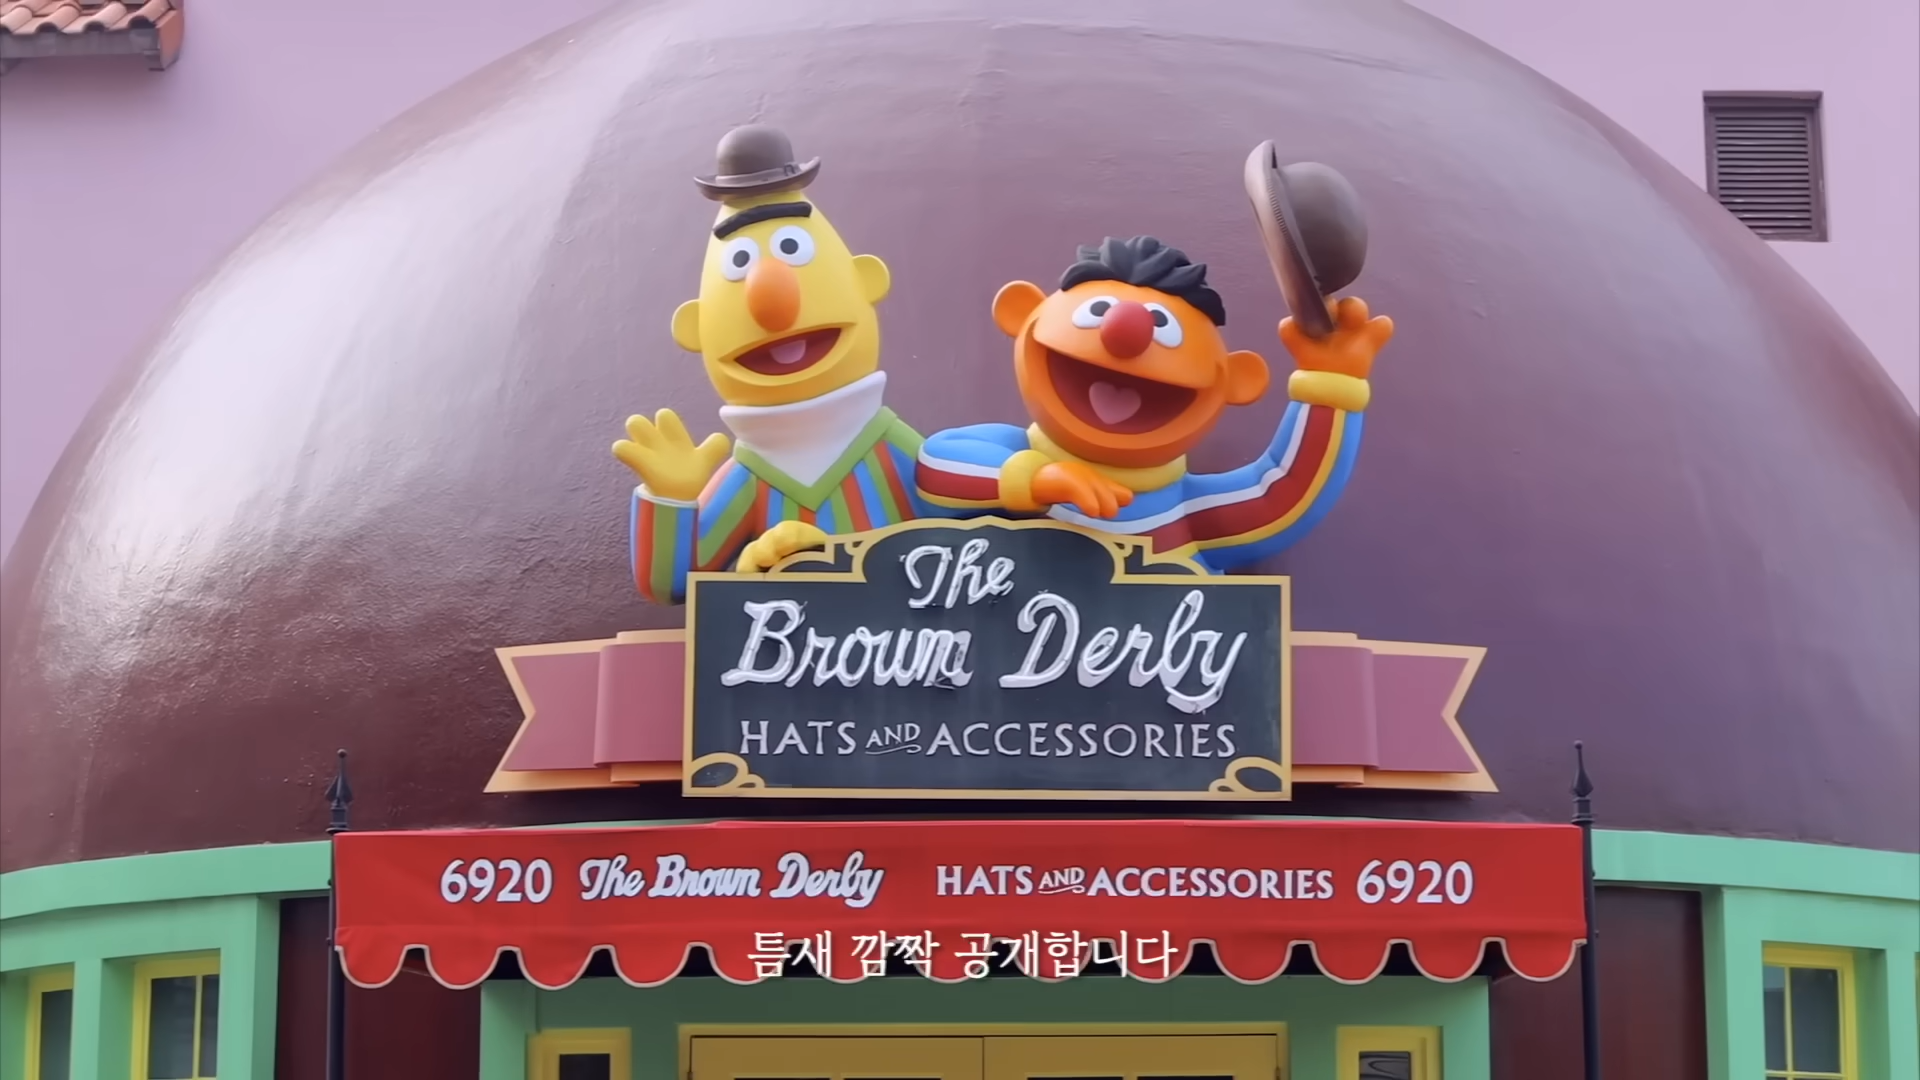 The
Brown Derby
HATS AND ACCESSORIES
6920 The Brown Derby HATS AND ACCESSORIES 6920
틈새 깜짝 공개합니다